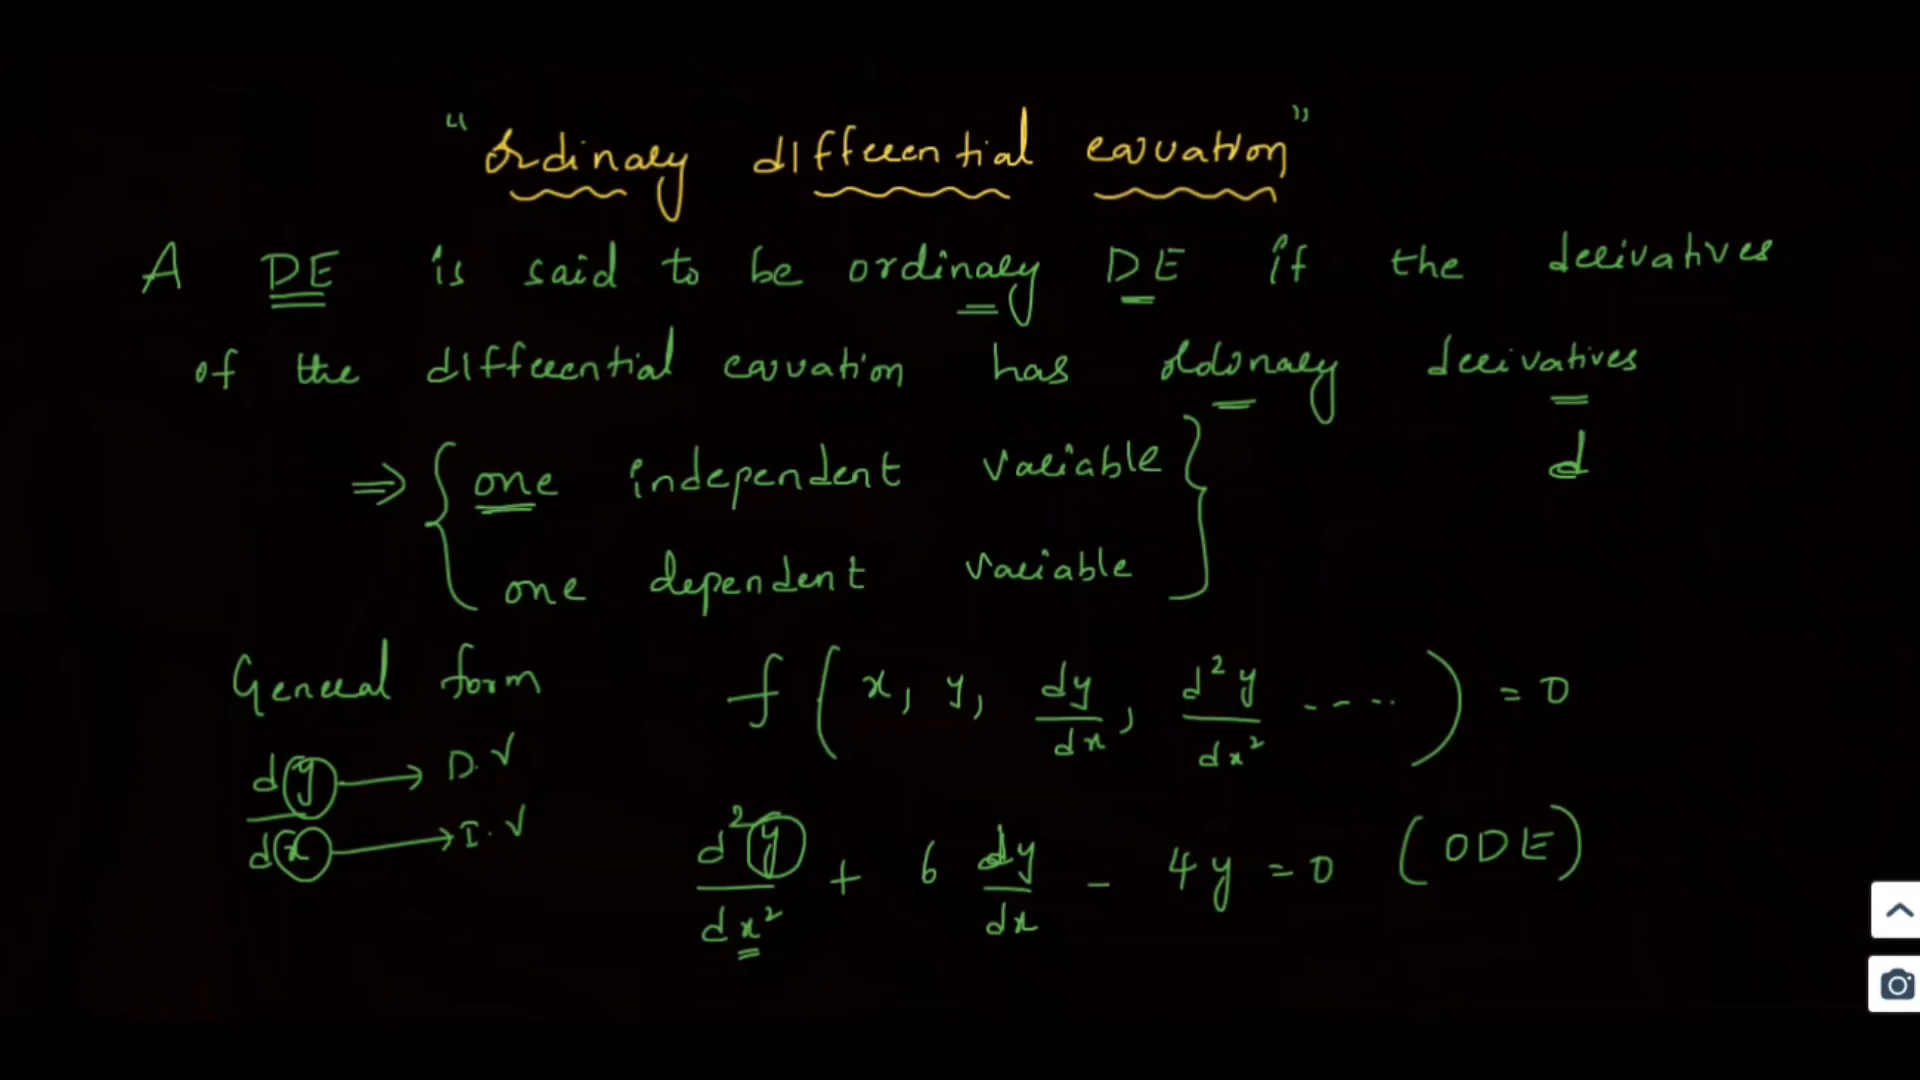 "ordinary differential equation"
A DE is said to be ordinary DE if the derivatives
of the differential equation has ordinary derivatives
d
⇒ { one independent variable }
one dependent variable
General form f(x, y, dy/dx, d²y/dx² -----) = 0
dy/dx
y → D.V
x → I.V
d²y/dx² + 6 dy/dx - 4y = 0 (ODE)